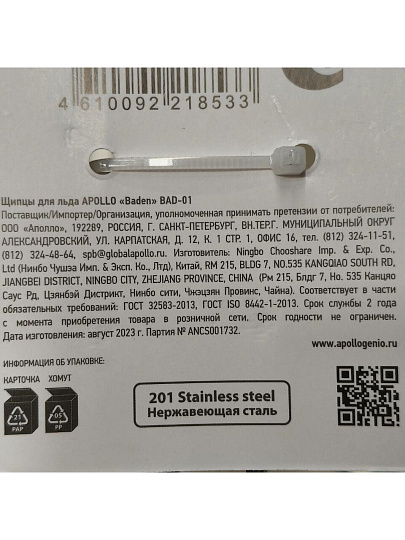 4 610092 218533
Щипцы для льда APOLLO «Baden» BAD-01
Поставщик/Импортер/Организация, уполномоченная принимать претензии от потребителей:
ООО «Аполло», 192289, РОССИЯ, Г. САНКТ-ПЕТЕРБУРГ, ВН.ТЕР.Г. МУНИЦИПАЛЬНЫЙ ОКРУГ
АЛЕКСАНДРОВСКИЙ, УЛ. КАРПАТСКАЯ, Д. 12, К. 1 СТР. 1, ОФИС 16, тел. (812) 324-11-51,
(812) 324-48-64, spb@globalapollo.ru. Изготовитель: Ningbo Chooshare Imp. & Exp. Co.,
Ltd (Нинбо Чушэа Имп. & Эксп. Ко., Лтд), Китай, RM 215, BLDG 7, NO.535 KANGQIAO SOUTH RD,
JIANGBEI DISTRICT, NINGBO CITY, ZHEJIANG PROVINCE, CHINA (РМ 215, Блдг 7, Но. 535 Канцяо
Саус Рд, Цзянбэй Дистрикт, Нинбо сити, Чжэцзян Провинс, Чайна). Соответствует в части
обязательных требований: ГОСТ 32583-2013, ГОСТ ISO 8442-1-2013. Срок службы 2 года
с момента приобретения товара в розничной сети. Срок годности не ограничен.
Дата изготовления: август 2023 г. Партия № ANCS001732.
www.apollogenio.ru
ИНФОРМАЦИЯ ОБ УПАКОВКЕ:
КАРТОЧКА ХОМУТ
21 05
PAP PP
201 Stainless steel
Нержавеющая сталь